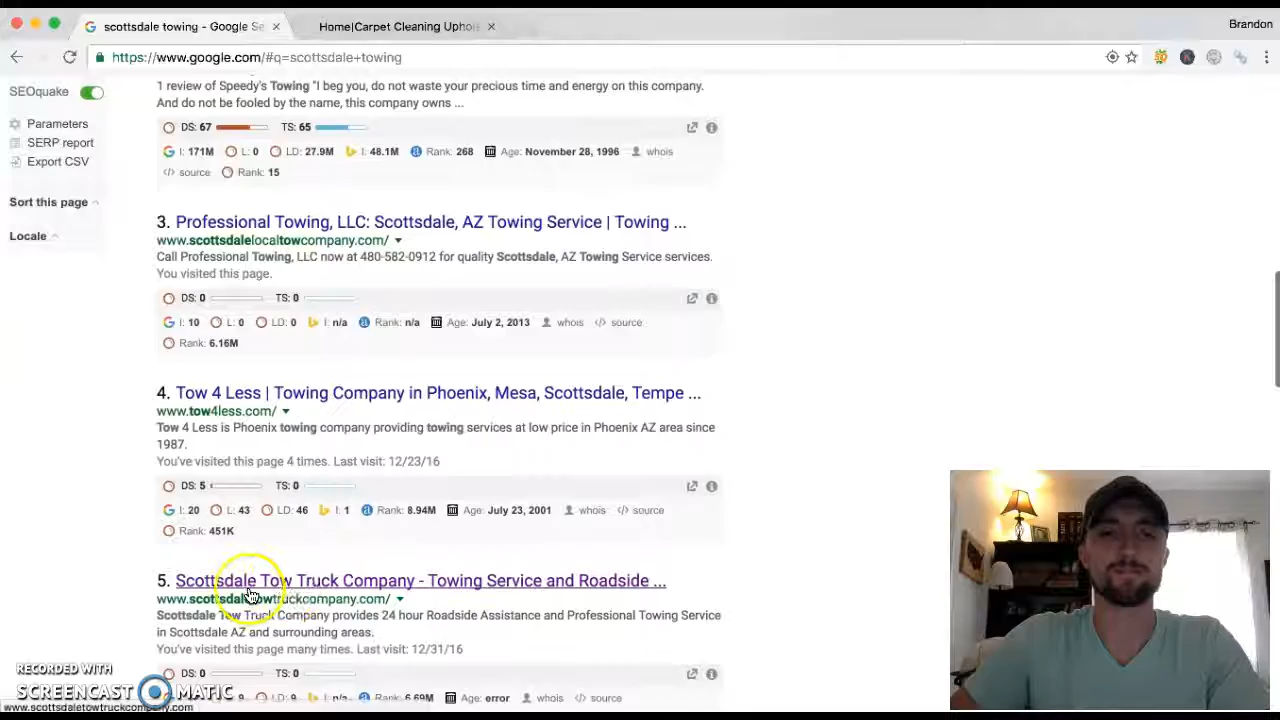 scottsdale towing - Google Se
Home|Carpet Cleaning Uphol
Brandon
https://www.google.com/#q=scottsdale+towing
SEOquake
Parameters
SERP report
Export CSV
Sort this page
Locale
1 review of Speedy's Towing "I beg you, do not waste your precious time and energy on this company.
And do not be fooled by the name, this company owns ...
DS: 67 TS: 65
I: 171M L: 0 LD: 27.9M I: 48.1M Rank: 268 Age: November 28, 1996 whois
source Rank: 15
3. Professional Towing, LLC: Scottsdale, AZ Towing Service | Towing ...
www.scottsdalelocaltowcompany.com/
Call Professional Towing, LLC now at 480-582-0912 for quality Scottsdale, AZ Towing Service services.
You visited this page.
DS: 0 TS: 0
I: 10 L: 0 LD: 0 I: n/a Rank: n/a Age: July 2, 2013 whois source
Rank: 6.16M
4. Tow 4 Less | Towing Company in Phoenix, Mesa, Scottsdale, Tempe ...
www.tow4less.com/
Tow 4 Less is Phoenix towing company providing towing services at low price in Phoenix AZ area since
1987.
You've visited this page 4 times. Last visit: 12/23/16
DS: 5 TS: 0
I: 20 L: 43 LD: 46 I: 1 Rank: 8.94M Age: July 23, 2001 whois source
Rank: 451K
5. Scottsdale Tow Truck Company - Towing Service and Roadside ...
www.scottsdaletowtruckcompany.com/
Scottsdale Tow Truck Company provides 24 hour Roadside Assistance and Professional Towing Service
in Scottsdale AZ and surrounding areas.
You've visited this page many times. Last visit: 12/31/16
DS: 0 TS: 0
9 LD: 9 I: n/a Rank: 6.69M Age: error whois source
RECORDED WITH
SCREENCAST MATIC
www.scottsdaletowtruckcompany.com